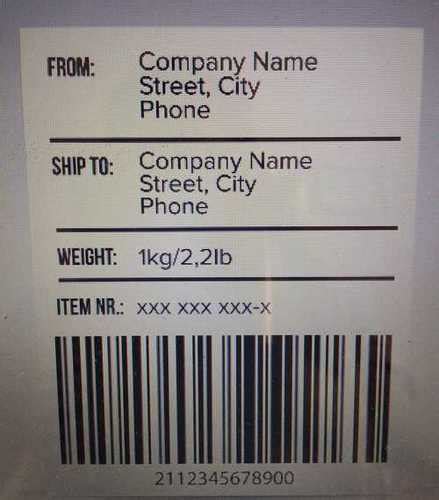 FROM: Company Name
Street, City
Phone
SHIP TO: Company Name
Street, City
Phone
WEIGHT: 1kg/2,2lb
ITEM NR.: xxx xxx xxx-x
2112345678900